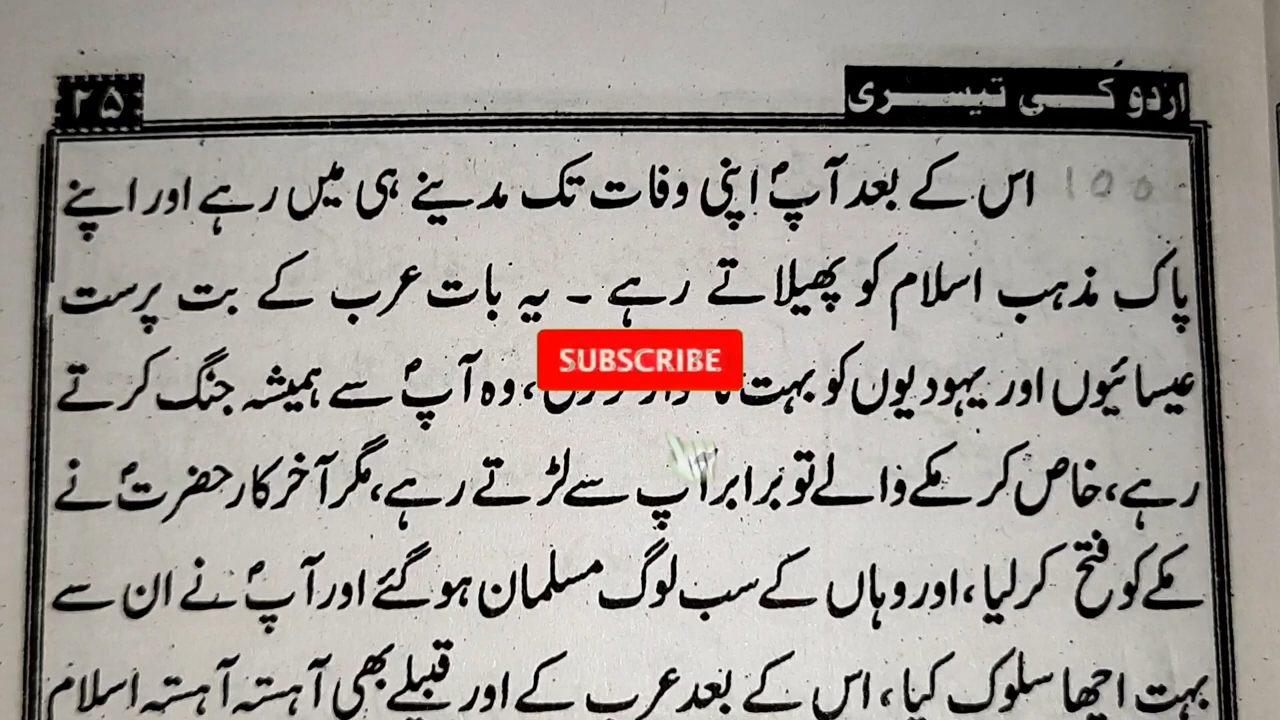 اردو کی تیسری
۲۵
اس کے بعد آپؐ اپنی وفات تک مدینے ہی میں رہے اور اپنے
پاک مذہب اسلام کو پھیلاتے رہے ۔ یہ بات عرب کے بت پرست
عیسائیوں اور یہودیوں کو بہت ، وہ آپؐ سے ہمیشہ جنگ کرتے
SUBSCRIBE
رہے، خاص کر مکے والے تو برابر آپ سے لڑتے رہے، مگر آخر کار حضرتؐ نے
مکے کو فتح کر لیا، اور وہاں کے سب لوگ مسلمان ہو گئے اور آپؐ نے ان سے
بہت اچھا سلوک کیا، اس کے بعد عرب کے اور قبیلے بھی آہستہ آہستہ اسلام